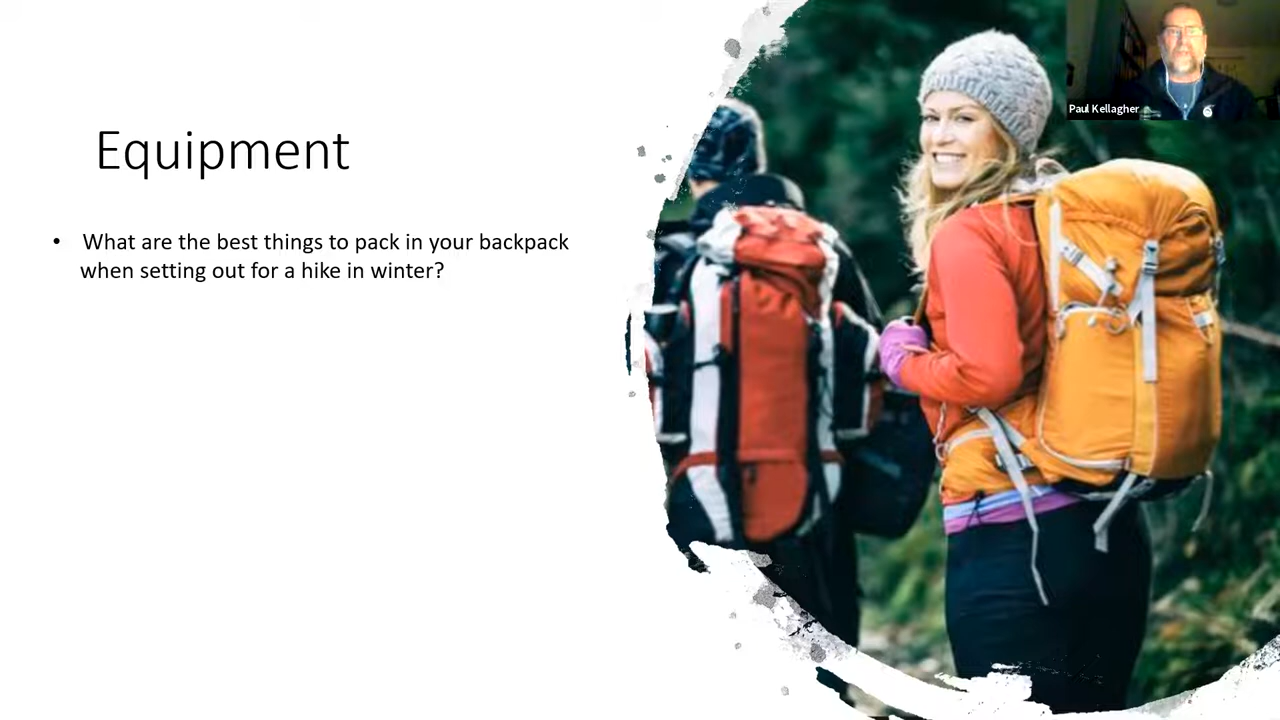 Equipment
• What are the best things to pack in your backpack
when setting out for a hike in winter?
Paul Kellagher